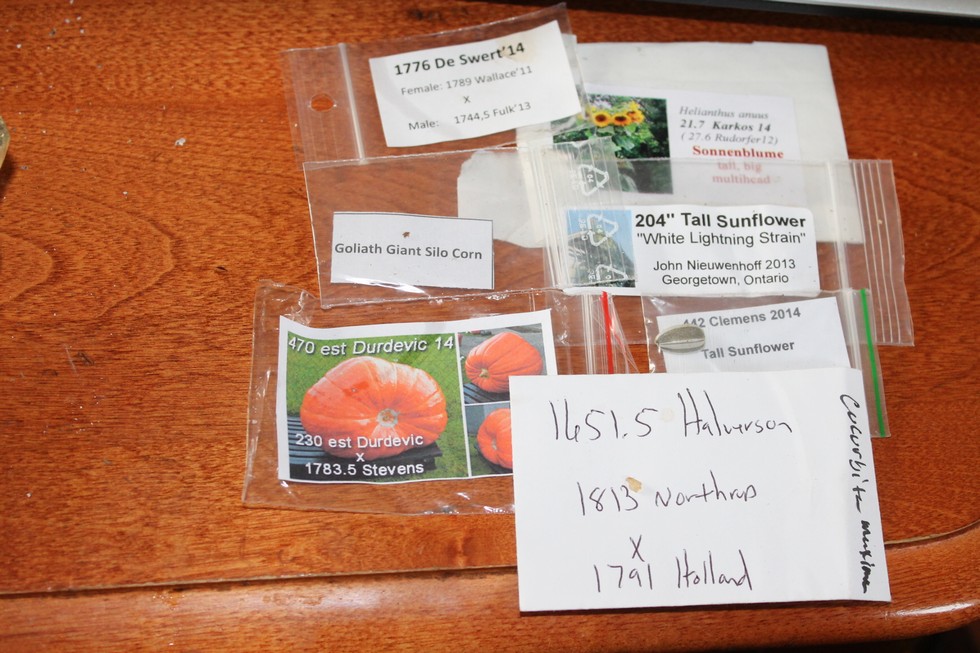 1776 De Swert'14
Female: 1789 Wallace'11
X
Male: 1744,5 Fulk'13
Helianthus anuus
21.7 Karkos 14
( 27.6 Rudorfer12)
Sonnenblume
tall, big
multihead
Goliath Giant Silo Corn
204" Tall Sunflower
"White Lightning Strain"
John Nieuwenhoff 2013
Georgetown, Ontario
470 est Durdevic 14
230 est Durdevic
x
1783.5 Stevens
442 Clemens 2014
Tall Sunflower
1651.5 Halverson
1813 Northrup
X
1791 Holland
Cucurbita maxima